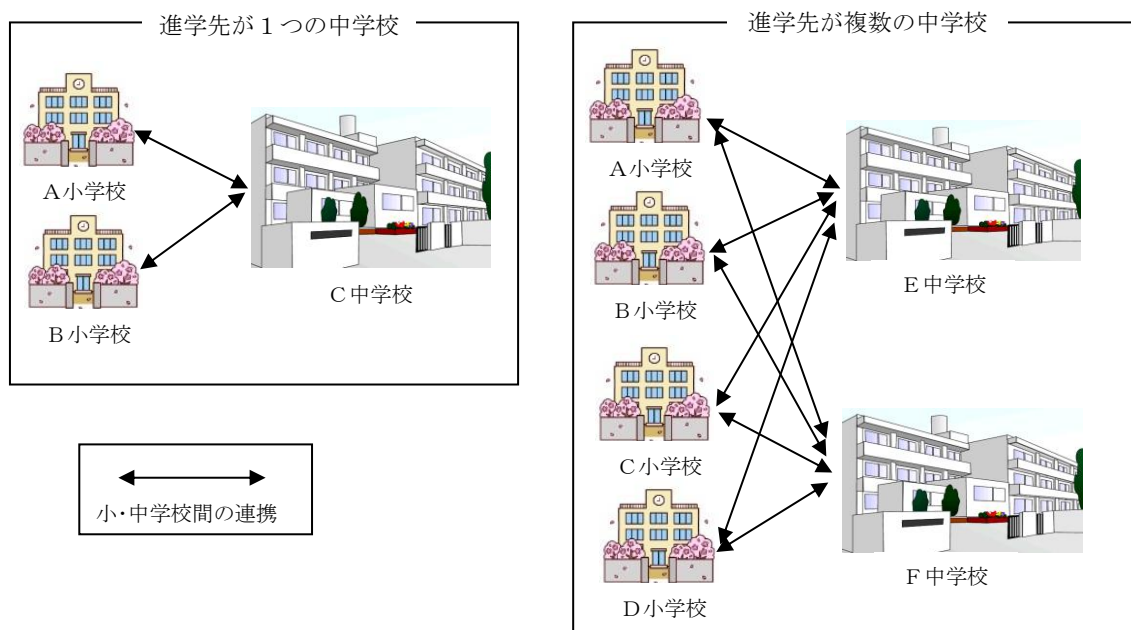 進学先が１つの中学校
A小学校
B小学校
C中学校
小・中学校間の連携
進学先が複数の中学校
A小学校
B小学校
C小学校
D小学校
E中学校
F中学校